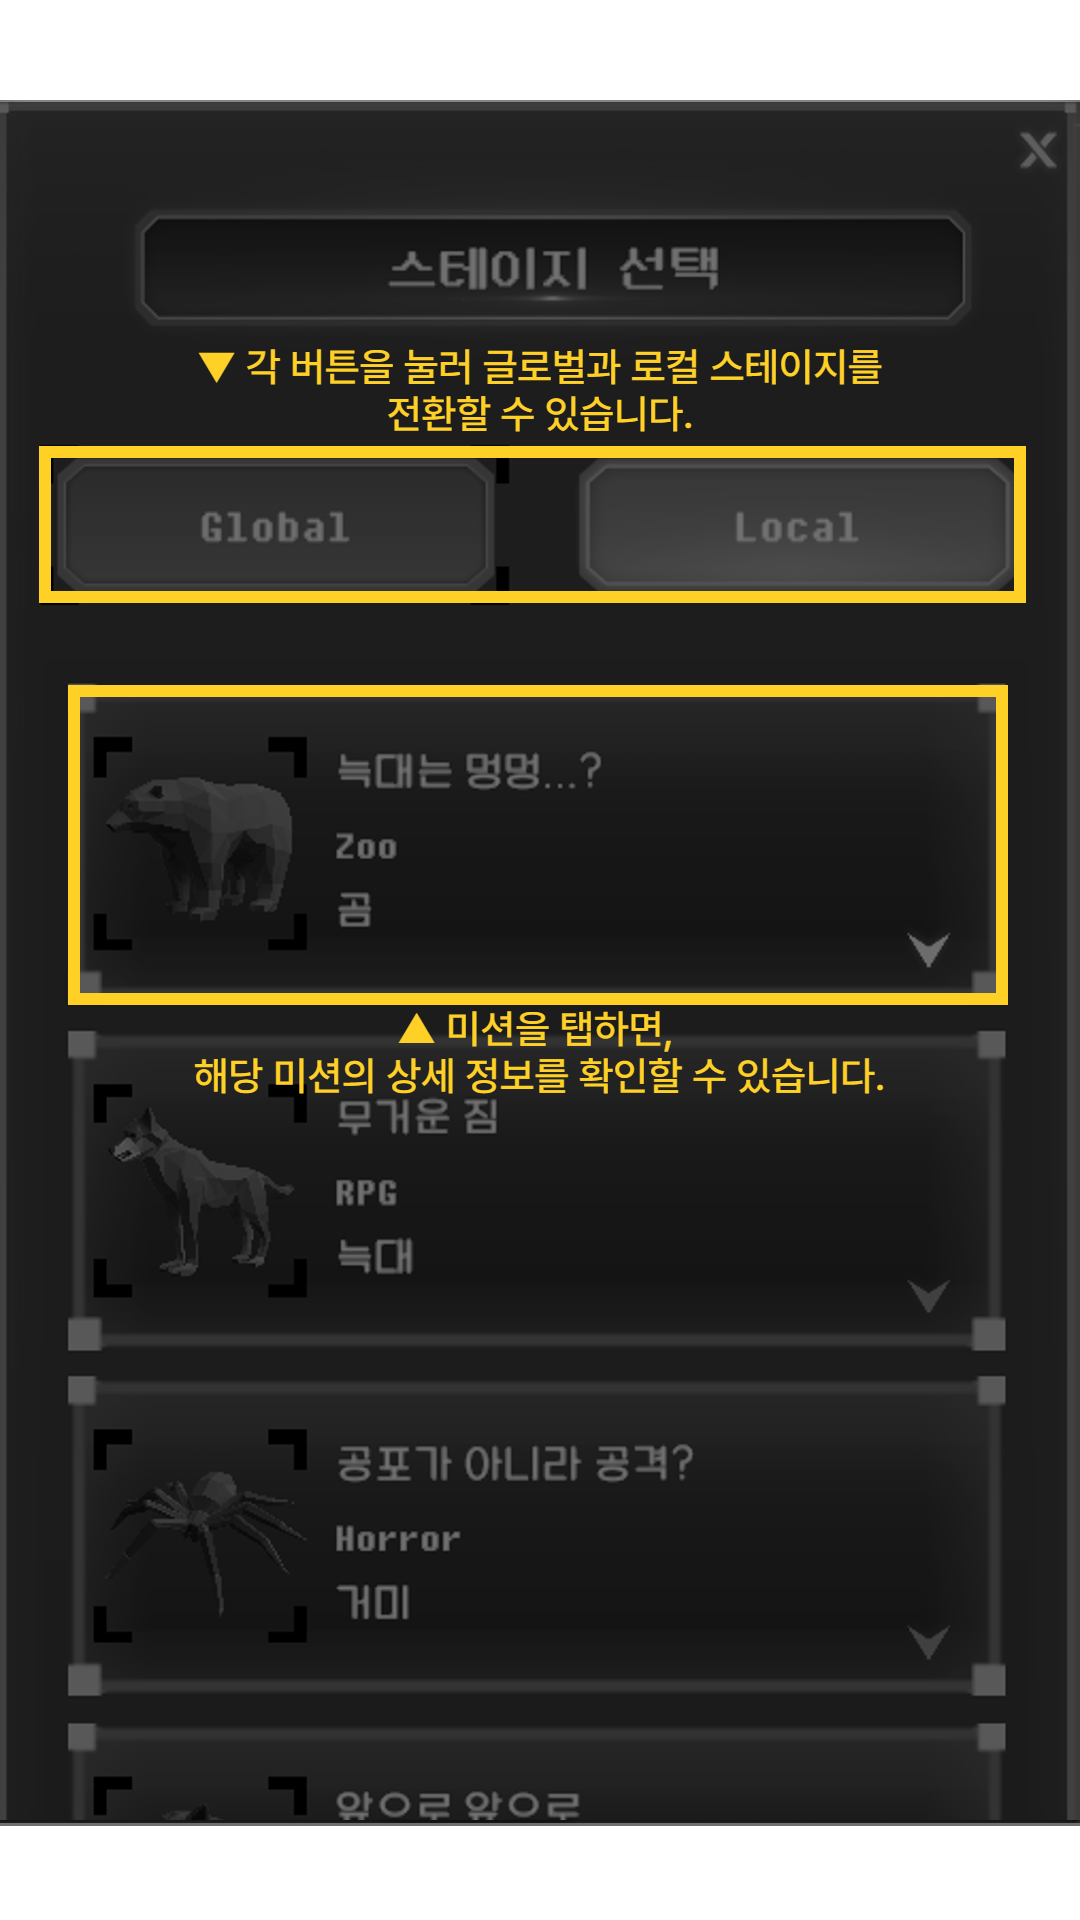 X
스테이지 선택
▼ 각 버튼을 눌러 글로벌과 로컬 스테이지를
전환할 수 있습니다.
Global
Local
늑대는 멍멍...?
Zoo
곰
▲ 미션을 탭하면,
해당 미션의 상세 정보를 확인할 수 있습니다.
무거운 짐
RPG
늑대
공포가 아니라 공격?
Horror
거미
앞으로 앞으로